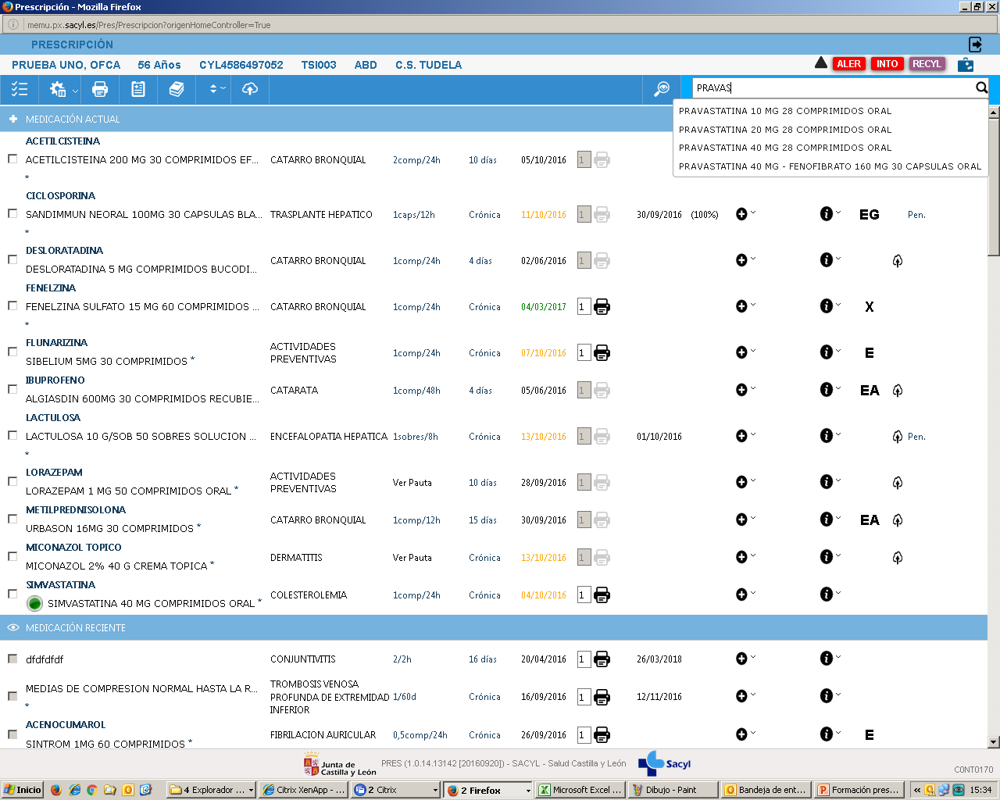 Prescripción - Mozilla Firefox
memu.px.sacyl.es/Pres/Prescripcion?origenHomeController=True
PRESCRIPCIÓN
PRUEBA UNO, OFCA 56 Años CYL4586497052 TSI003 ABD C.S. TUDELA ALER INTO RECYL
PRAVAS
PRAVASTATINA 10 MG 28 COMPRIMIDOS ORAL
PRAVASTATINA 20 MG 28 COMPRIMIDOS ORAL
PRAVASTATINA 40 MG 28 COMPRIMIDOS ORAL
PRAVASTATINA 40 MG - FENOFIBRATO 160 MG 30 CAPSULAS ORAL
MEDICACIÓN ACTUAL
ACETILCISTEINA
ACETILCISTEINA 200 MG 30 COMPRIMIDOS EF... CATARRO BRONQUIAL 2comp/24h 10 días 05/10/2016 1
*
CICLOSPORINA
SANDIMMUN NEORAL 100MG 30 CAPSULAS BLA... TRASPLANTE HEPATICO 1caps/12h Crónica 11/10/2016 1 30/09/2016 (100%) EG Pen.
*
DESLORATADINA
DESLORATADINA 5 MG COMPRIMIDOS BUCODI... CATARRO BRONQUIAL 1comp/24h 4 días 02/06/2016 1
FENELZINA
FENELZINA SULFATO 15 MG 60 COMPRIMIDOS ... CATARRO BRONQUIAL 1comp/24h Crónica 04/03/2017 1 X
*
FLUNARIZINA
SIBELIUM 5MG 30 COMPRIMIDOS * ACTIVIDADES PREVENTIVAS 1comp/24h Crónica 07/10/2016 1 E
IBUPROFENO
ALGIASDIN 600MG 30 COMPRIMIDOS RECUBIE... CATARATA 1comp/48h 4 días 05/06/2016 1 EA
LACTULOSA
LACTULOSA 10 G/SOB 50 SOBRES SOLUCION ... ENCEFALOPATIA HEPATICA 1sobres/8h Crónica 13/10/2016 1 01/10/2016 Pen.
*
LORAZEPAM
LORAZEPAM 1 MG 50 COMPRIMIDOS ORAL * ACTIVIDADES PREVENTIVAS Ver Pauta 10 días 28/09/2016 1
METILPREDNISOLONA
URBASON 16MG 30 COMPRIMIDOS * CATARRO BRONQUIAL 1comp/12h 15 días 30/09/2016 1 EA
MICONAZOL TOPICO
MICONAZOL 2% 40 G CREMA TOPICA * DERMATITIS Ver Pauta Crónica 13/10/2016 1
SIMVASTATINA
SIMVASTATINA 40 MG COMPRIMIDOS ORAL * COLESTEROLEMIA 1comp/24h Crónica 04/10/2016 1
MEDICACIÓN RECIENTE
dfdfdfdf CONJUNTIVITIS 2/2h 16 días 20/04/2016 1 26/03/2018
MEDIAS DE COMPRESION NORMAL HASTA LA R... * TROMBOSIS VENOSA PROFUNDA DE EXTREMIDAD INFERIOR 1/60d Crónica 16/09/2016 1 12/11/2016
ACENOCUMAROL
SINTROM 1MG 60 COMPRIMIDOS * FIBRILACION AURICULAR 0,5comp/24h Crónica 26/09/2016 1 E
Junta de Castilla y León PRES (1.0.14.13142 [20160920]) - SACYL - Salud Castilla y León Sacyl
C0NT0170
Inicio 4 Explorador ... Citrix XenApp - ... 2 Citrix 2 Firefox Microsoft Excel ... Dibujo - Paint Bandeja de ent... Formación pres... « 15:34